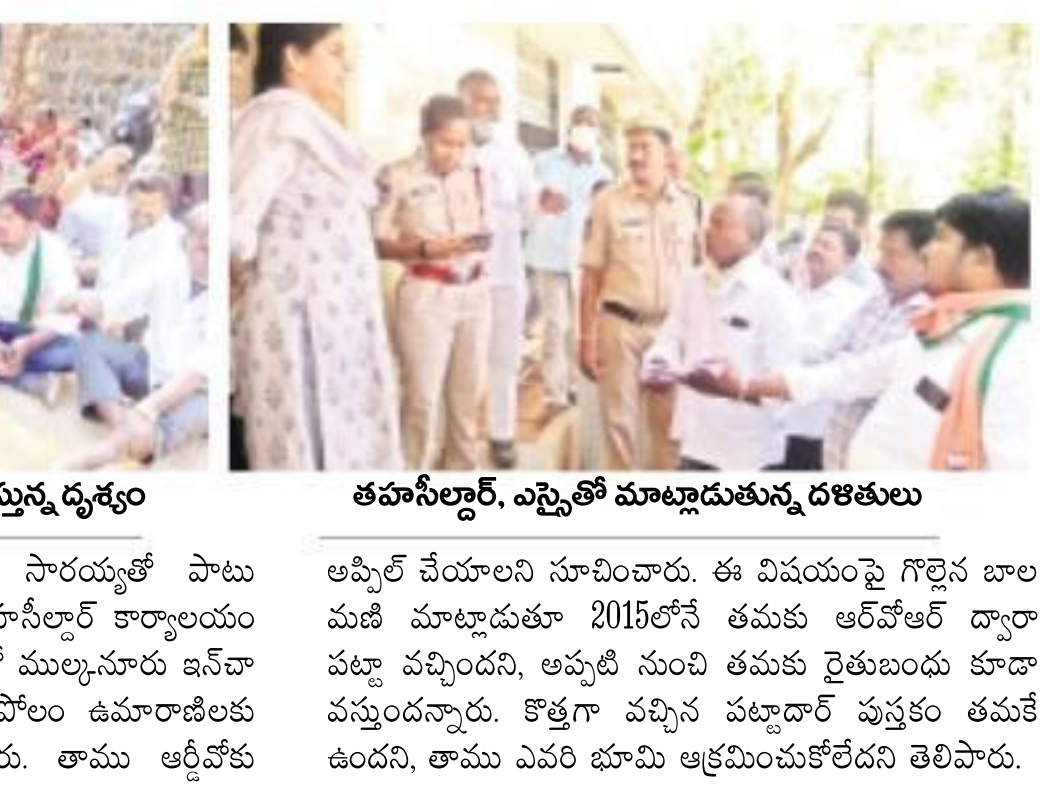 స్తున్న దృశ్యం
సారయ్యతో పాటు
హసీల్దార్ కార్యాలయం
ముల్కనూరు ఇన్‌చా
పోలం ఉమారాణిలకు
రు. తాము ఆర్డీవోకు
తహసీల్దార్, ఎస్సైతో మాట్లాడుతున్న దళితులు
అప్పిల్ చేయాలని సూచించారు. ఈ విషయంపై గొల్లెన బాల
మణి మాట్లాడుతూ 2015లోనే తమకు ఆర్‌వోఆర్ ద్వారా
పట్టా వచ్చిందని, అప్పటి నుంచి తమకు రైతుబంధు కూడా
వస్తుందన్నారు. కొత్తగా వచ్చిన పట్టాదార్ పుస్తకం తమకే
ఉందని, తాము ఎవరి భూమి ఆక్రమించుకోలేదని తెలిపారు.